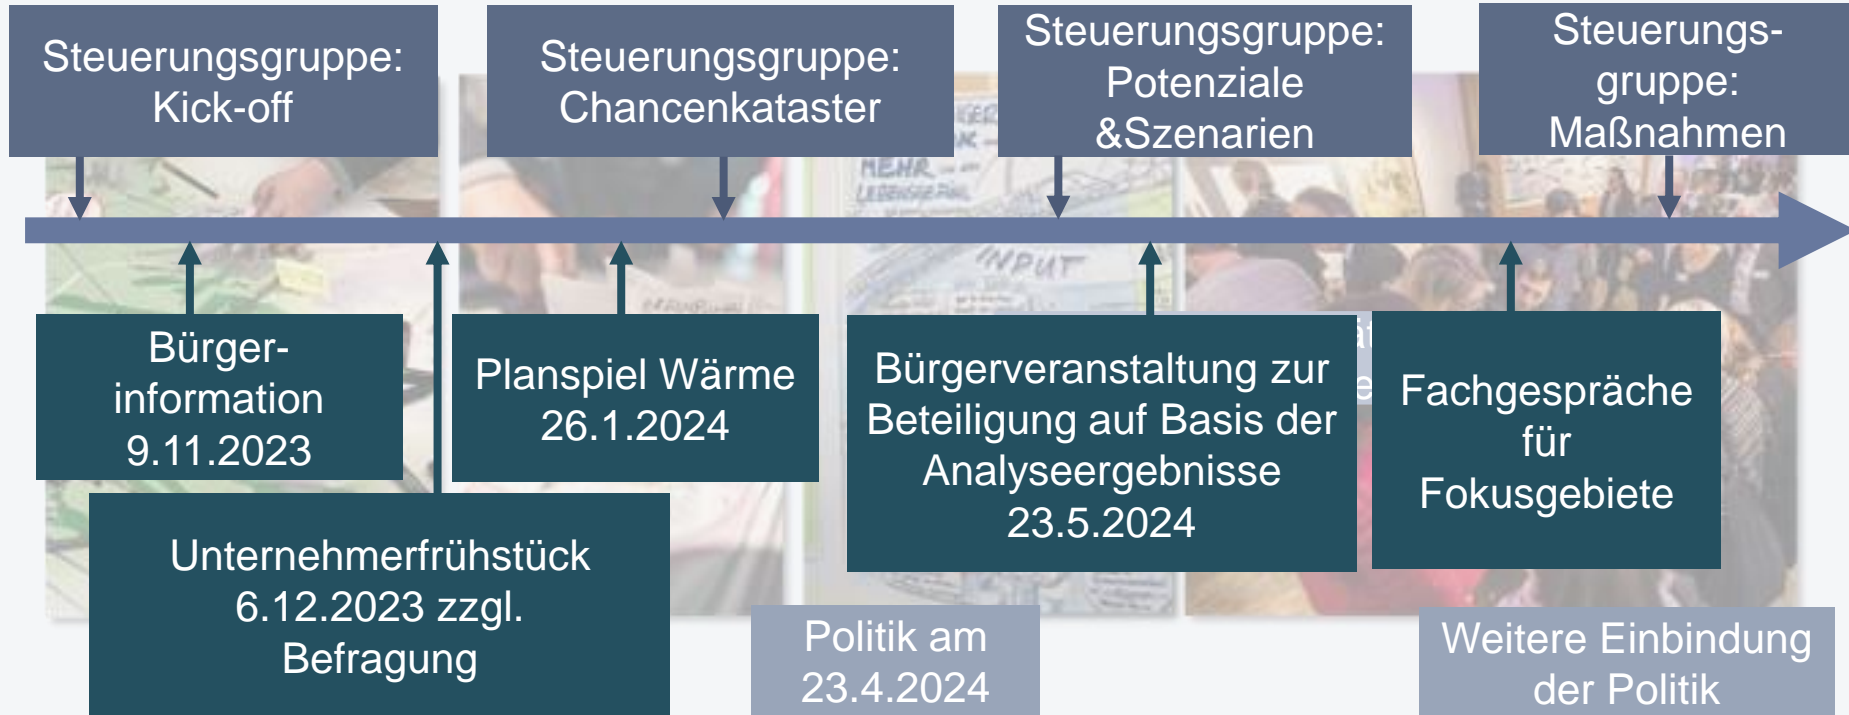 Steuerungsgruppe:
Kick-off
Steuerungsgruppe:
Chancenkataster
Steuerungsgruppe:
Potenziale
&Szenarien
Steuerungs-
gruppe:
Maßnahmen
MEHR
INPUT
Bürger-
information
9.11.2023
Planspiel Wärme
26.1.2024
Bürgerveranstaltung zur
Beteiligung auf Basis der
Analyseergebnisse
23.5.2024
Fachgespräche
für
Fokusgebiete
Unternehmerfrühstück
6.12.2023 zzgl.
Befragung
Politik am
23.4.2024
Weitere Einbindung
der Politik